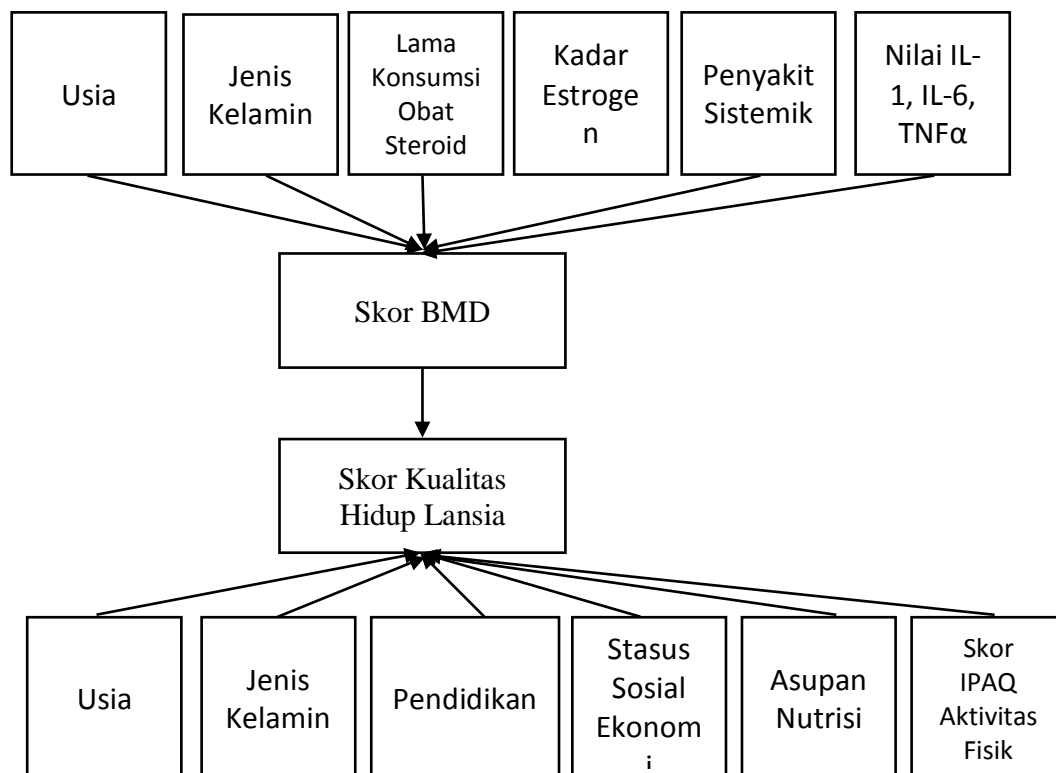 Usia
Jenis
Kelamin
Lama
Konsumsi
Obat
Steroid
Kadar
Estroge
n
Penyakit
Sistemik
Nilai IL-
1, IL-6,
TNFα
Skor BMD
Skor Kualitas
Hidup Lansia
Usia
Jenis
Kelamin
Pendidikan
Stasus
Sosial
Ekonom
i
Asupan
Nutrisi
Skor
IPAQ
Aktivitas
Fisik